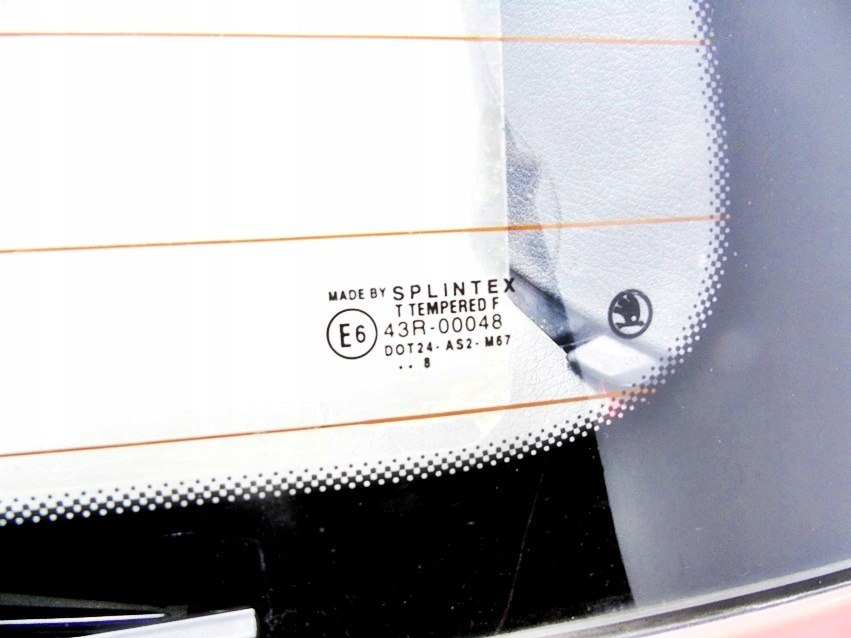 MADE BY SPLINTEX
T TEMPERED F
E6 43R-00048
DOT24- AS2- M67
.. 8